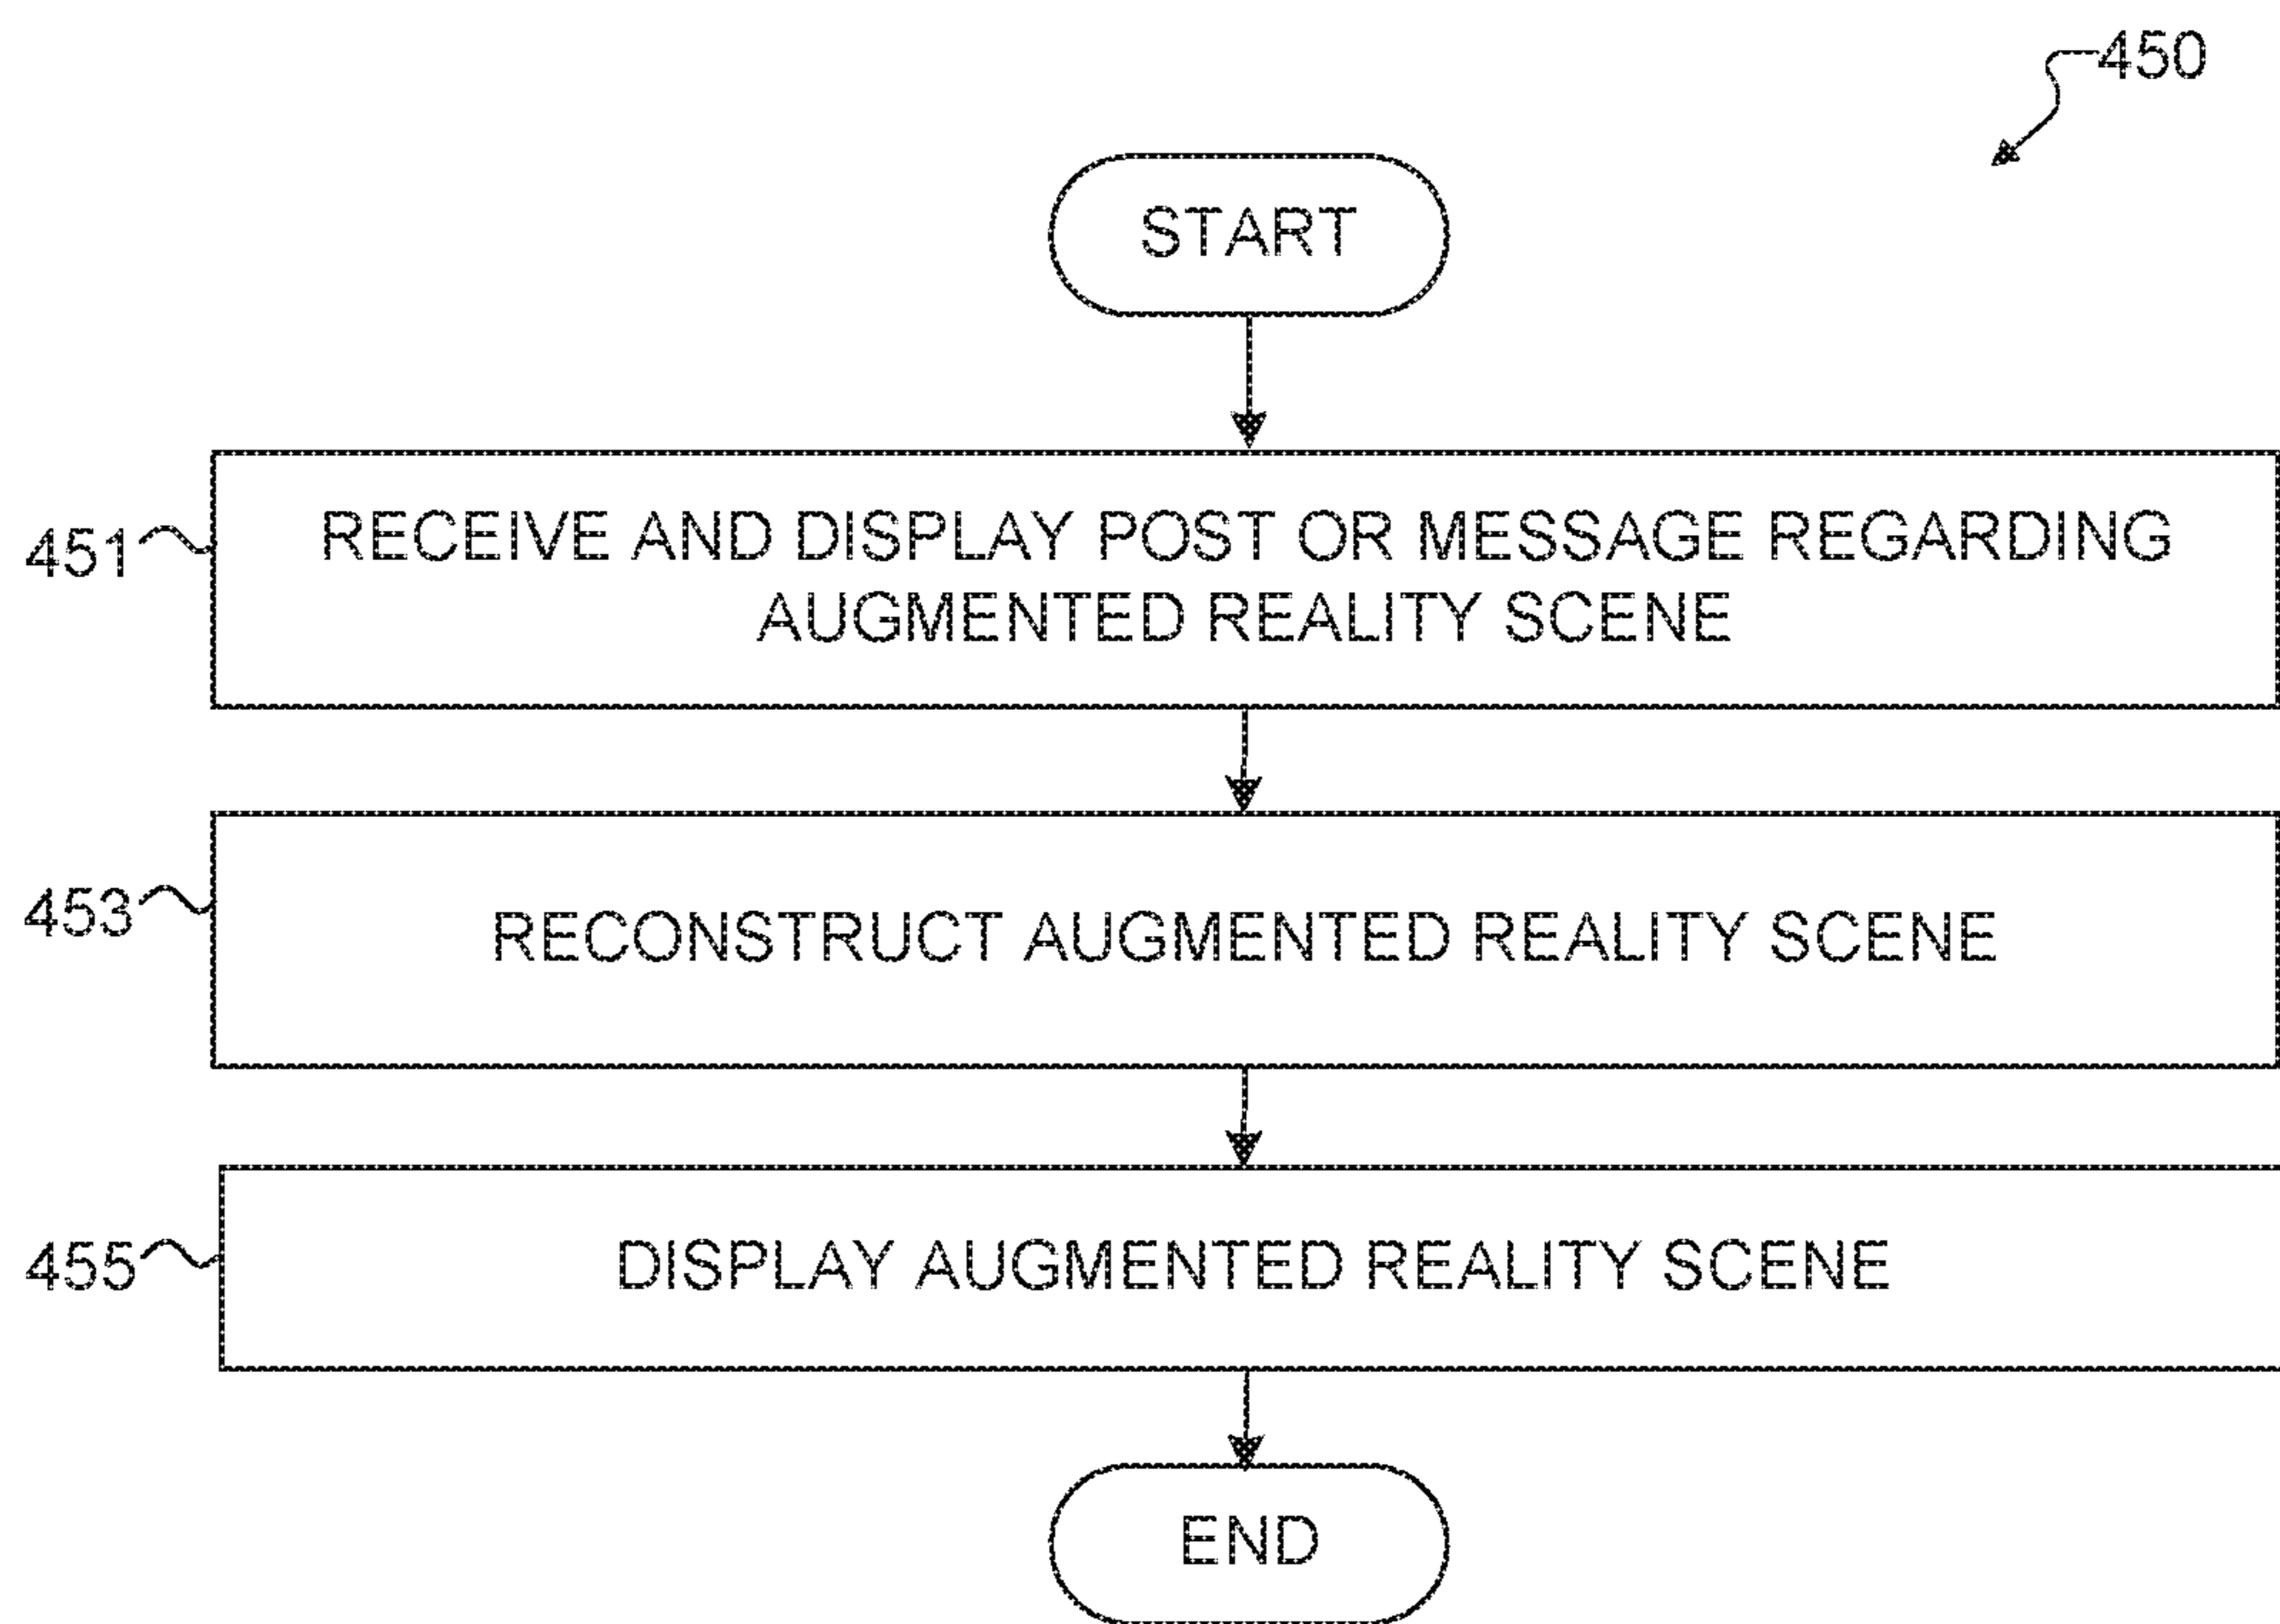 450
START
451
RECEIVE AND DISPLAY POST OR MESSAGE REGARDING
AUGMENTED REALITY SCENE
453
RECONSTRUCT AUGMENTED REALITY SCENE
455
DISPLAY AUGMENTED REALITY SCENE
END